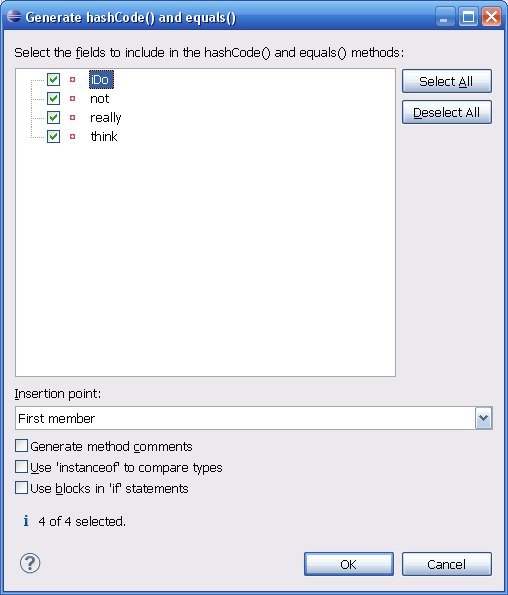 Generate hashCode() and equals()
Select the fields to include in the hashCode() and equals() methods:
iDo
not
really
think
Select All
Deselect All
Insertion point:
First member
Generate method comments
Use 'instanceof' to compare types
Use blocks in 'if' statements
i 4 of 4 selected.
?
OK
Cancel